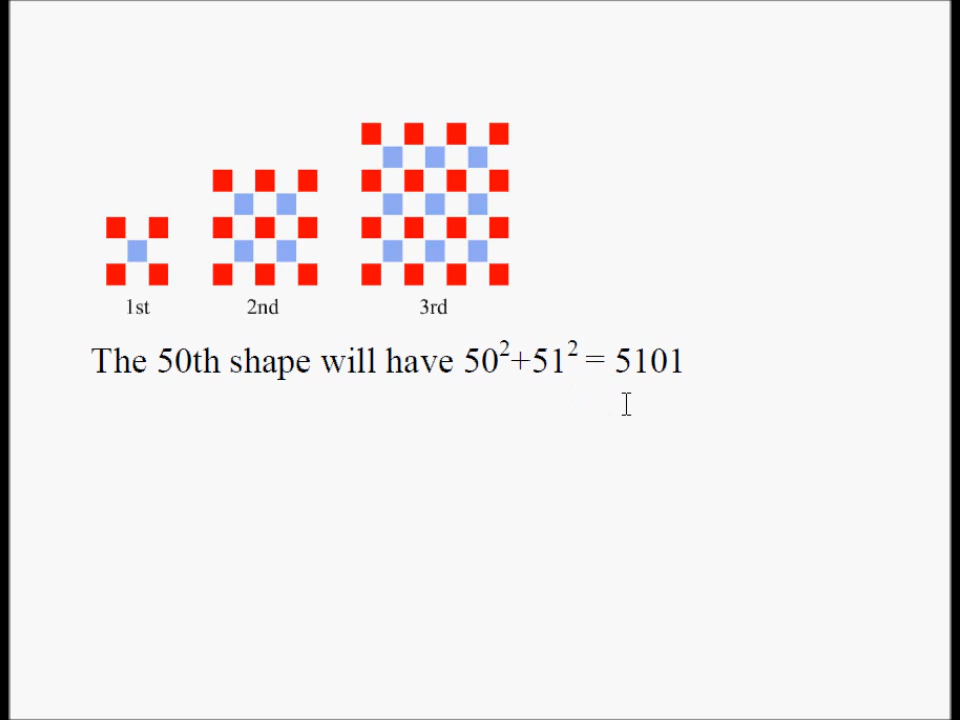 1st 2nd 3rd
The 50th shape will have 50²+51² = 5101